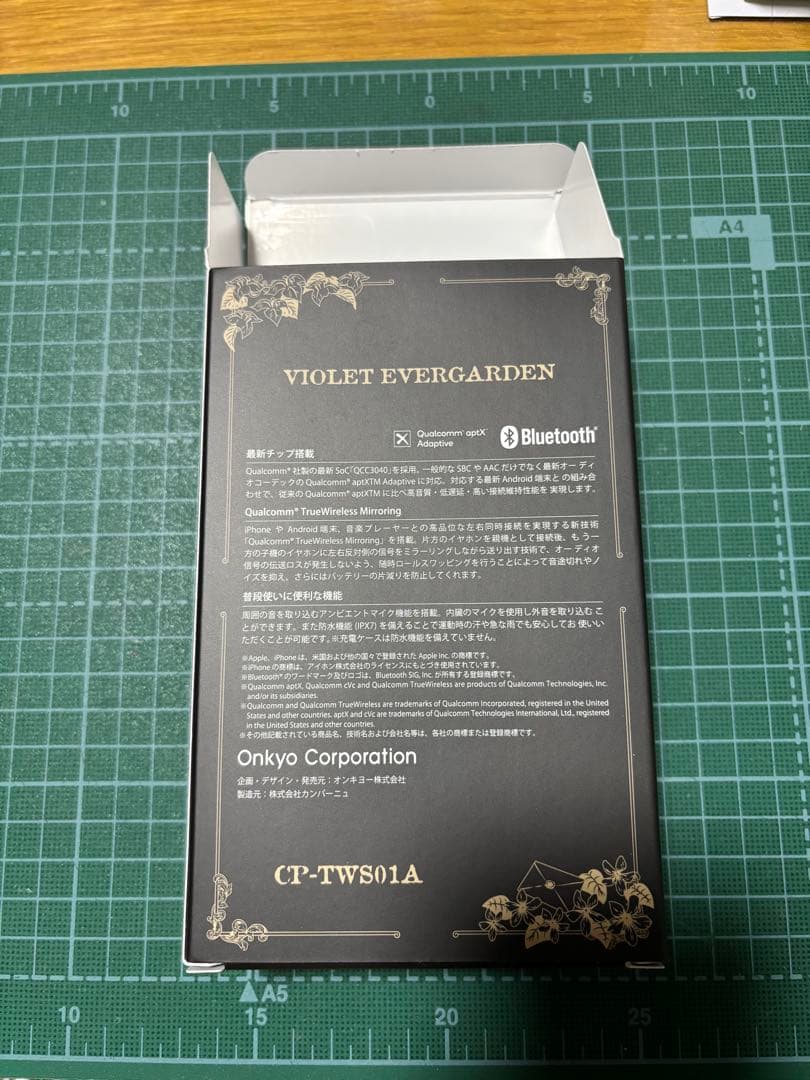 10 5 0 5 10
A4
VIOLET EVERGARDEN
Qualcomm® aptX™
Adaptive
Bluetooth®
最新チップ搭載
Qualcomm® 社製の最新 SoC「QCC3040」を採用。一般的な SBC や AAC だけでなく最新オー ディ
オコーデックの Qualcomm® aptXTM Adaptive に対応。対応する最新 Android 端末と の組み合
わせで、従来の Qualcomm® aptXTM に比べ高音質・低遅延・高い接続維持性能を 実現します。
Qualcomm® TrueWireless Mirroring
iPhone や Android 端末、音楽プレーヤーとの高品位な左右同時接続を実現する新技術
「Qualcomm® TrueWireless Mirroring」を搭載。片方のイヤホンを親機として接続後、も う一
方の子機のイヤホンに左右反対側の信号をミラーリングしながら送り出す技術で、オー ディオ
信号の伝送ロスが発生しないよう、随時ロールスワッピングを行うことによって音途切れやノ
イズを抑え、さらにはバッテリーの片減りを防止してくれます。
普段使いに便利な機能
周囲の音を取り込むアンビエントマイク機能を搭載。内臓のマイクを使用し外音を取り込む こ
とができます。また防水機能 (IPX7) を備えることで運動時の汗や急な雨でも安心してお 使いい
ただくことが可能です。※充電ケースは防水機能を備えていません。
※Apple、iPhone は、米国および他の国々で登録された Apple Inc. の商標です。
※iPhone の商標は、アイホン株式会社のライセンスにもとづき使用されています。
※Bluetooth® のワードマーク及びロゴは、Bluetooth SIG, Inc. が所有する登録商標です。
※Qualcomm aptX, Qualcomm cVc and Qualcomm TrueWireless are products of Qualcomm Technologies, Inc.
and/or its subsidiaries.
※Qualcomm and Qualcomm TrueWireless are trademarks of Qualcomm Incorporated, registered in the United
States and other countries. aptX and cVc are trademarks of Qualcomm Technologies International, Ltd., registered
in the United States and other countries.
※その他記載されている商品名、技術名および会社名等は、各社の商標または登録商標です。
Onkyo Corporation
企画・デザイン・発売元：オンキヨー株式会社
製造元：株式会社カンバーニュ
CP-TWS01A
A5
10 15 20 25